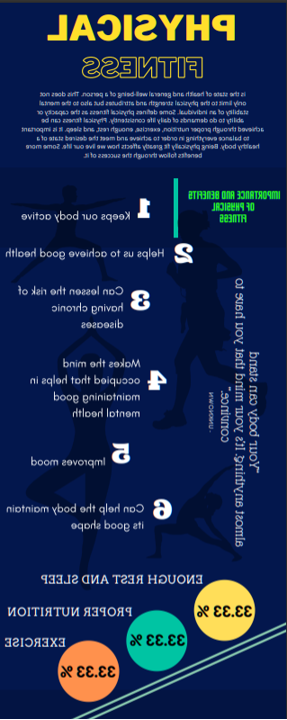 PHYSICAL
FITNESS
is the state of health and general well-being of a person. This does not
only limit to the physical strength and attributes but also to the mental
stability of an individual. Some define physical fitness as the capacity or
ability to do demands of daily life consistently. Physical fitness can be
achieved through proper nutrition, exercise, enough rest, and sleep. It is important
to balance everything in order to achieve and meet the desired state of a
healthy body. Being physically fit greatly affects how we live our life. Some more
benefits follow through the success of it.
IMPORTANCE AND BENEFITS
OF PHYSICAL
FITNESS
1 Keeps our body active
2 Helps us to achieve good health
3 Can lessen the risk of
having chronic
diseases
4 Makes the mind
occupied that helps in
maintaining good
mental health
5 Improves mood
6 Can help the body maintain
its good shape
"Your body can stand
almost anything. It's your mind that you have to
convince."
-UNKNOWN
ENOUGH REST AND SLEEP
33.33 %
PROPER NUTRITION
33.33 %
EXERCISE
33.33 %